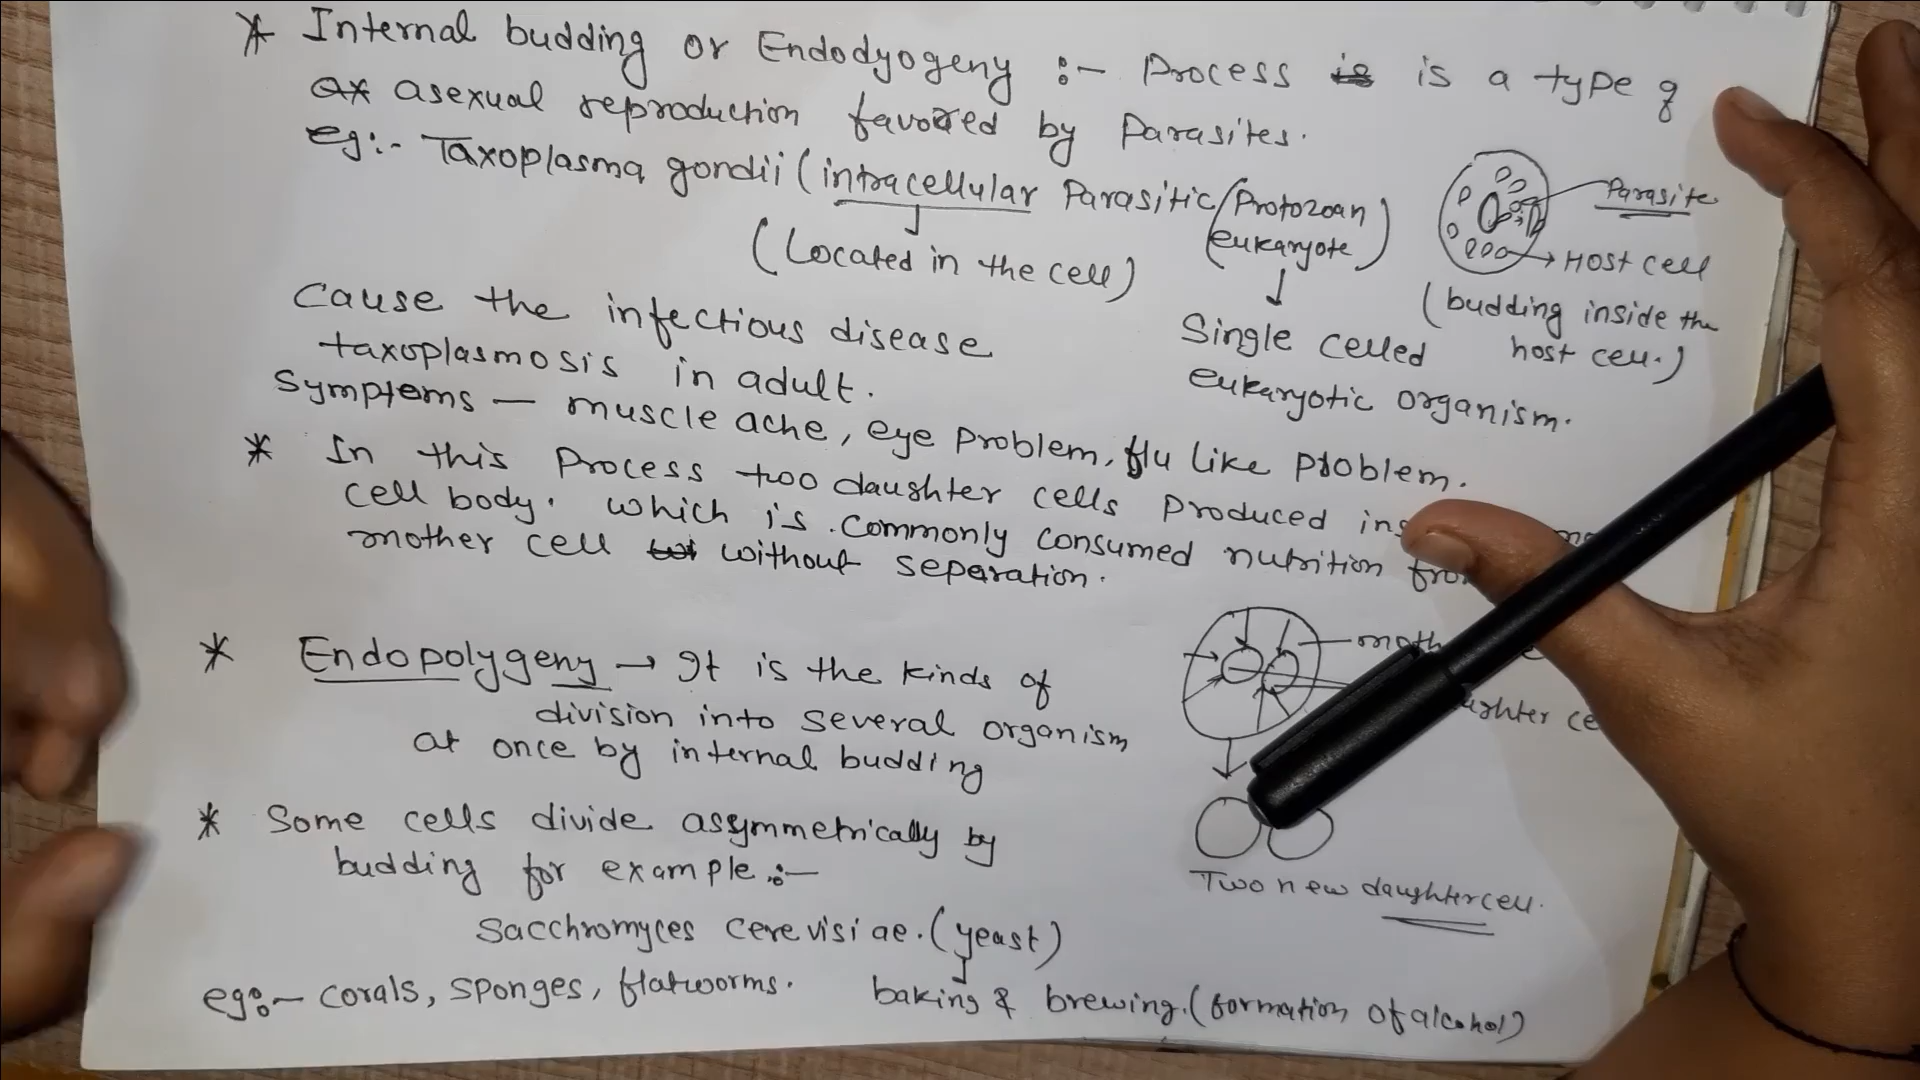 * Internal budding or Endodyogeny :- Process is is a type of
ax asexual reproduction favored by Parasites.
eg:- Taxoplasma gondii (intracellular Parasitic/Protozoan
eukaryote)
(Located in the cell)
Parasite
Host cell
(budding inside the
host cell.)
Single celled
eukaryotic organism.
Cause the infectious disease
taxoplasmosis in adult.
Symptems — muscle ache, eye problem, flu like problem.
* In this Process two daughter cells Produced
cell body. which is commonly consumed nutrition
mother cell without separation.
* Endopolygeny → It is the kinds of
division into several organism
at once by internal budding
Two new daughter cell.
* Some cells divide assymmetrically by
budding for example :-
Sacchromyces cerevisiae. (yeast)
eg:- corals, sponges, flatworms.
baking & brewing. (formation of alcohol)